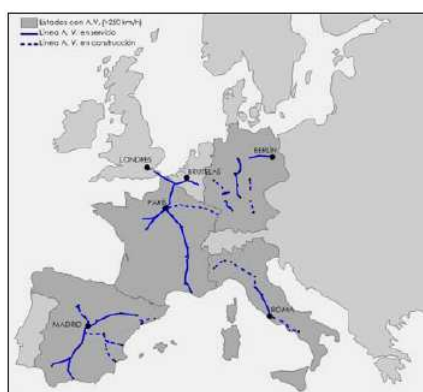 Estados con A.V. (>250 km/h)
Línea A. V. en servicio
Línea A. V. en construcción
LONDRES
BERLÍN
BRUSELAS
PARÍS
MADRID
ROMA